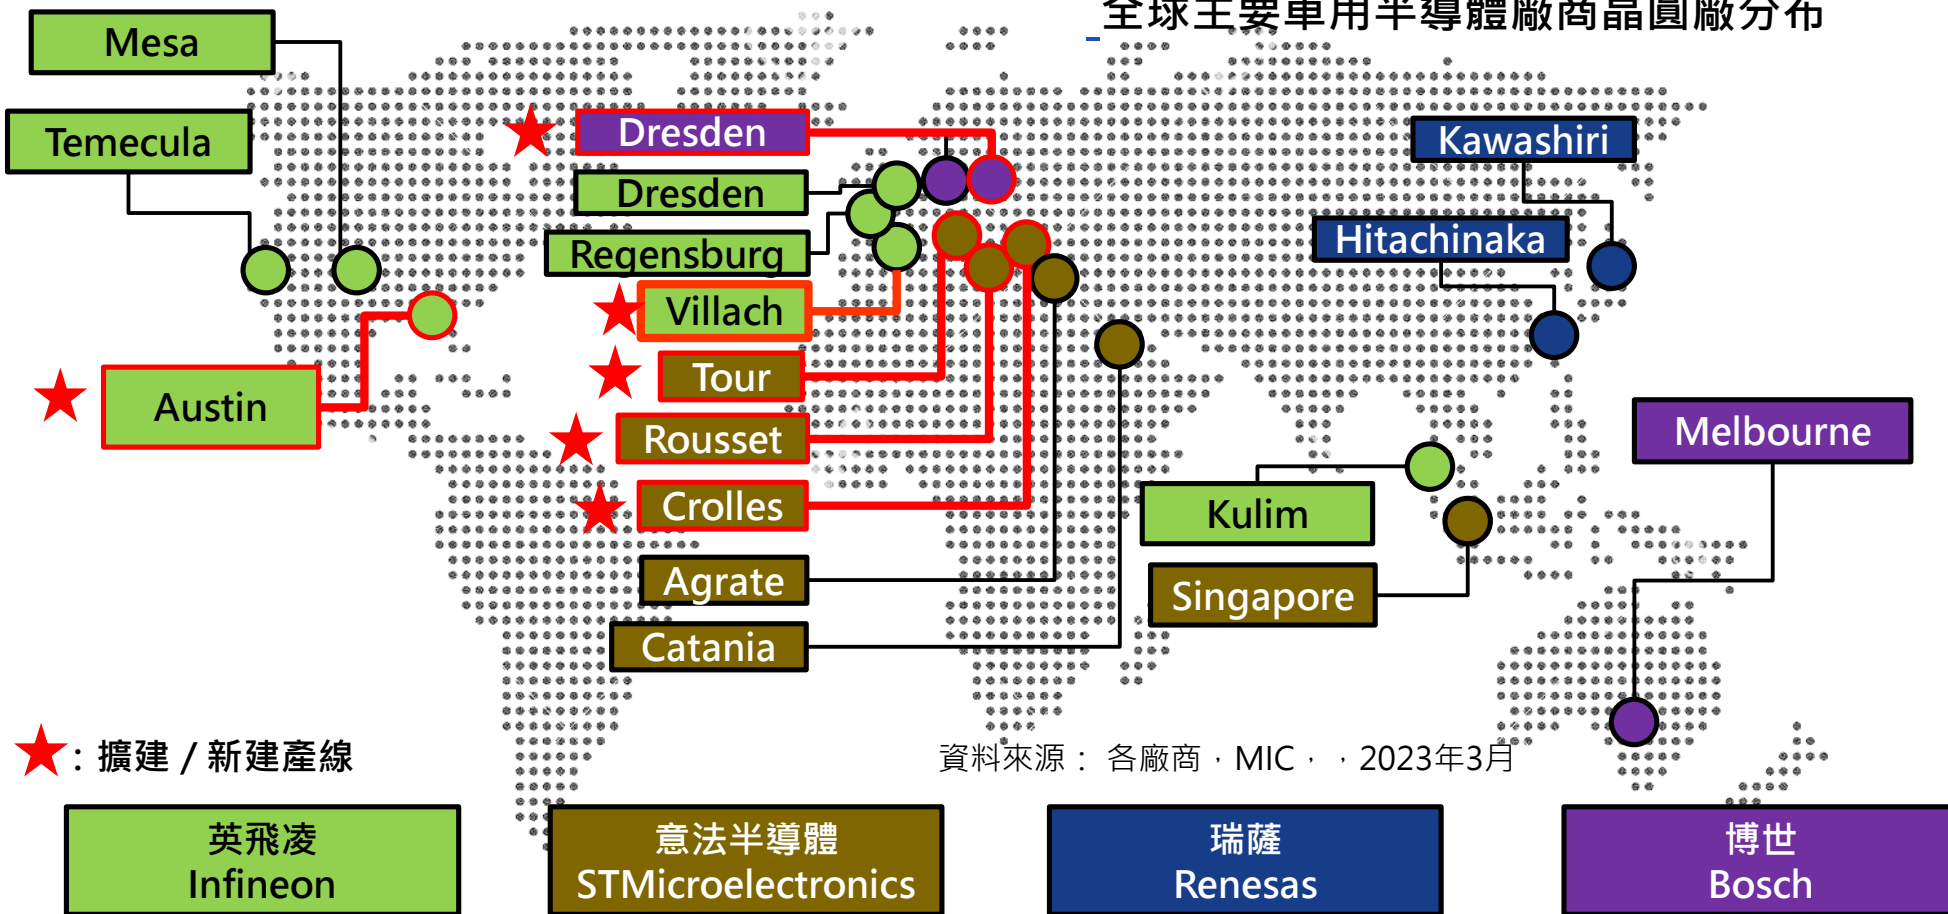 全球主要車用半導體廠商晶圓廠分布
Mesa
Temecula
Austin
Dresden
Dresden
Regensburg
Villach
Tour
Rousset
Crolles
Agrate
Catania
Kawashiri
Hitachinaka
Melbourne
Kulim
Singapore
：擴建 / 新建產線
資料來源： 各廠商，MIC，，2023年3月
英飛凌
Infineon
意法半導體
STMicroelectronics
瑞薩
Renesas
博世
Bosch